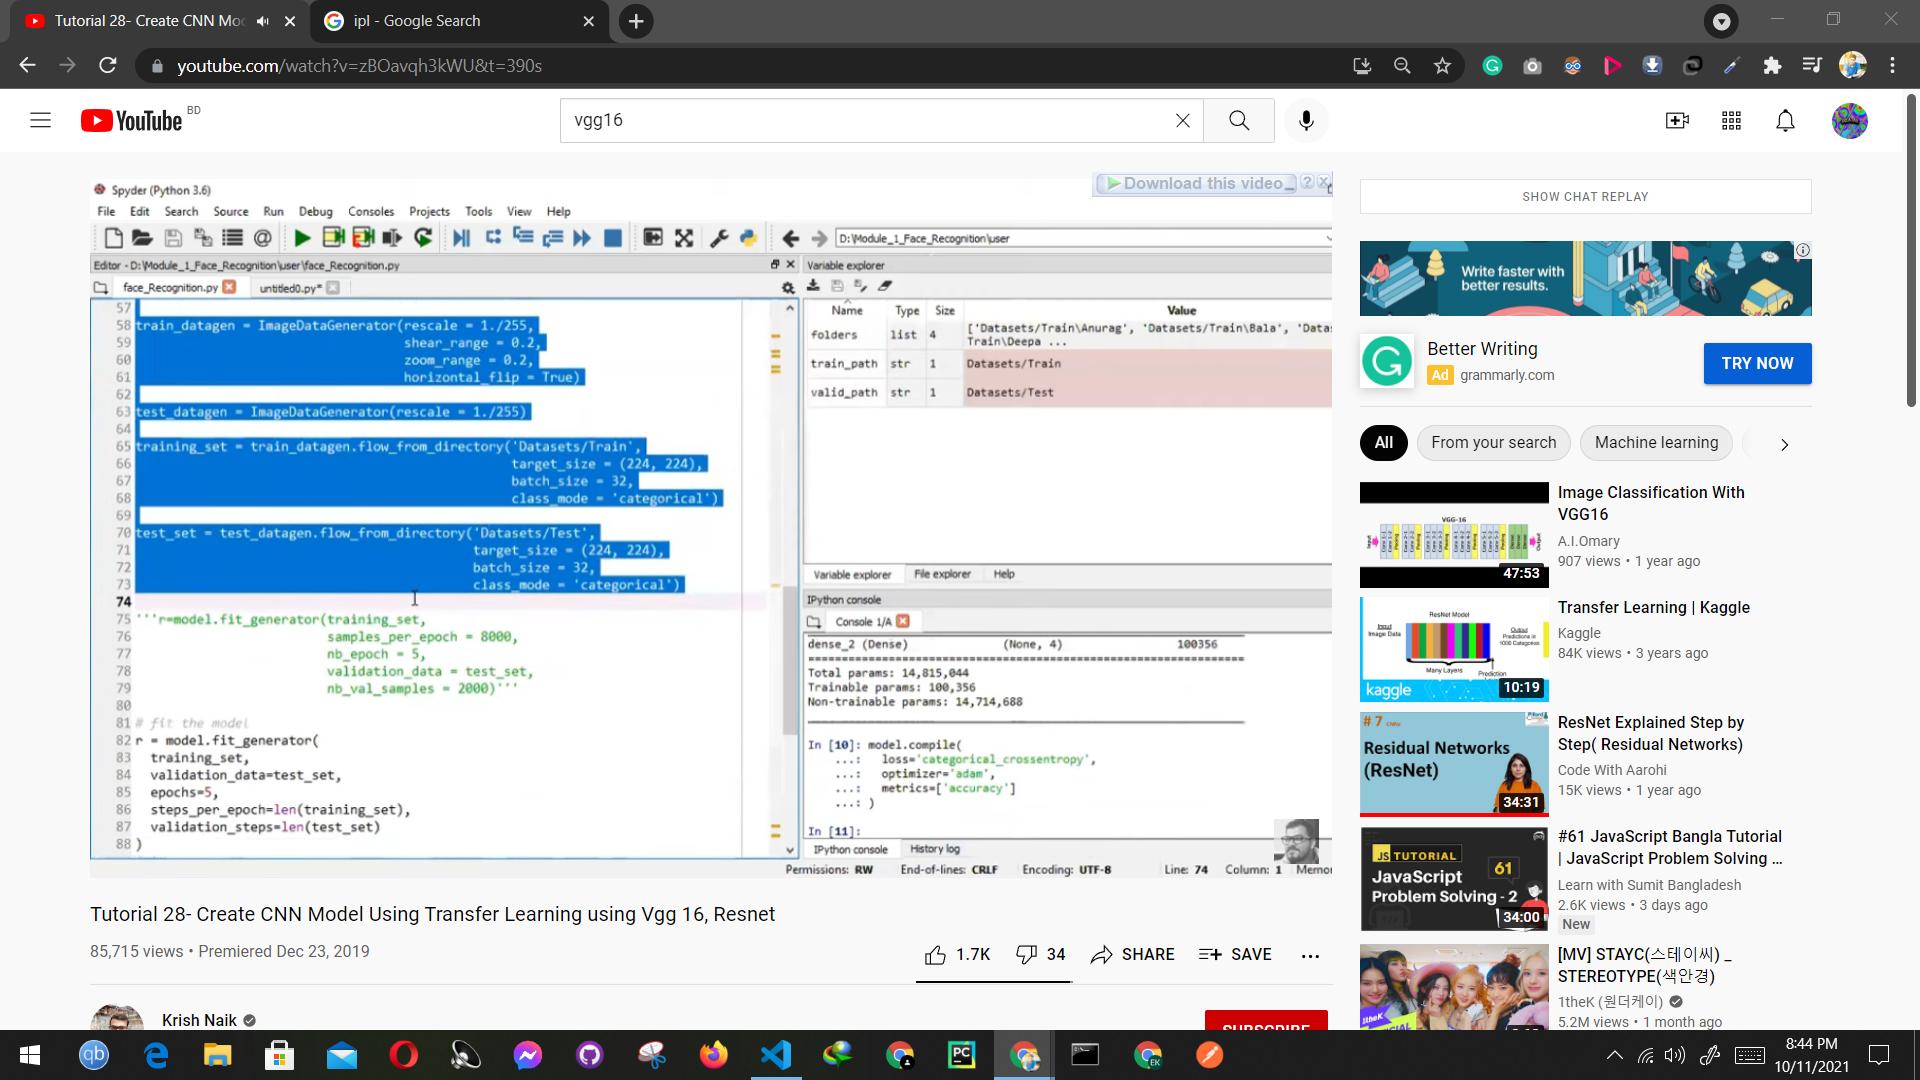 Tutorial 28- Create CNN Mo
ipl - Google Search
youtube.com/watch?v=zBOavqh3kWU&t=390s
YouTube BD
vgg16
Spyder (Python 3.6)
Download this video
File Edit Search Source Run Debug Consoles Projects Tools View Help
D:\Module_1_Face_Recognition\user
Editor - D:\Module_1_Face_Recognition\user\face_Recognition.py
face_Recognition.py untitled0.py*
57
58 train_datagen = ImageDataGenerator(rescale = 1./255,
59 shear_range = 0.2,
60 zoom_range = 0.2,
61 horizontal_flip = True)
62
63 test_datagen = ImageDataGenerator(rescale = 1./255)
64
65 training_set = train_datagen.flow_from_directory('Datasets/Train',
66 target_size = (224, 224),
67 batch_size = 32,
68 class_mode = 'categorical')
69
70 test_set = test_datagen.flow_from_directory('Datasets/Test',
71 target_size = (224, 224),
72 batch_size = 32,
73 class_mode = 'categorical')
74
75 '''r=model.fit_generator(training_set,
76 samples_per_epoch = 8000,
77 nb_epoch = 5,
78 validation_data = test_set,
79 nb_val_samples = 2000)'''
80
81 # fit the model
82 r = model.fit_generator(
83 training_set,
84 validation_data=test_set,
85 epochs=5,
86 steps_per_epoch=len(training_set),
87 validation_steps=len(test_set)
88 )
Variable explorer
Name Type Size Value
folders list 4 ['Datasets/Train\Anurag', 'Datasets/Train\Bala', 'Datas
Train\Deepa ...
train_path str 1 Datasets/Train
valid_path str 1 Datasets/Test
Variable explorer File explorer Help
IPython console
Console 1/A
dense_2 (Dense) (None, 4) 100356
Total params: 14,815,044
Trainable params: 100,356
Non-trainable params: 14,714,688
In [10]: model.compile(
...: loss='categorical_crossentropy',
...: optimizer='adam',
...: metrics=['accuracy']
...: )
In [11]:
IPython console History log
Permissions: RW End-of-lines: CRLF Encoding: UTF-8 Line: 74 Column: 1 Memo
Tutorial 28- Create CNN Model Using Transfer Learning using Vgg 16, Resnet
85,715 views • Premiered Dec 23, 2019
1.7K 34 SHARE SAVE
Krish Naik
SUBSCRIBE
SHOW CHAT REPLAY
Write faster with
better results.
Better Writing
Ad grammarly.com
TRY NOW
All From your search Machine learning
VGG-16
47:53
Image Classification With
VGG16
A.I.Omary
907 views • 1 year ago
ResNet Model
Input
Image Data
Output
Predictions in
1000 Categories
Many Layers
Prediction
kaggle
10:19
Transfer Learning | Kaggle
Kaggle
84K views • 3 years ago
# 7
Residual Networks
(ResNet)
34:31
ResNet Explained Step by
Step( Residual Networks)
Code With Aarohi
15K views • 1 year ago
JS TUTORIAL
61
JavaScript
Problem Solving - 2
34:00
#61 JavaScript Bangla Tutorial
| JavaScript Problem Solving ...
Learn with Sumit Bangladesh
2.6K views • 3 days ago
New
[MV] STAYC(스테이씨) _
STEREOTYPE(색안경)
1theK (원더케이)
5.2M views • 1 month ago
8:44 PM
10/11/2021